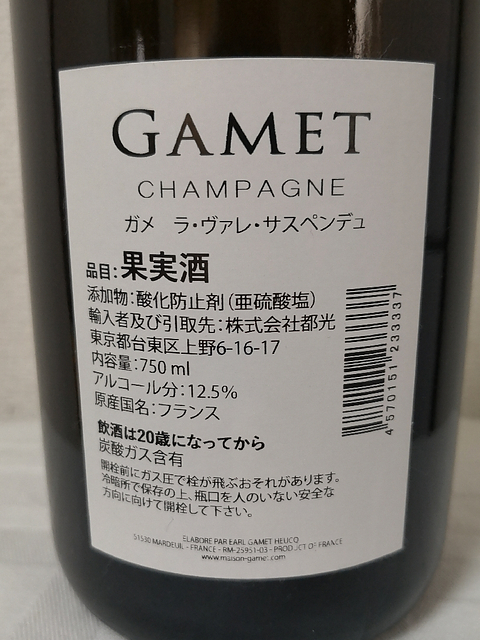 GAMET
CHAMPAGNE
ガメ ラ・ヴァレ・サスペンデュ
品目：果実酒
添加物：酸化防止剤（亜硫酸塩）
輸入者及び引取先：株式会社都光
東京都台東区上野6-16-17
内容量：750 ml
アルコール分：12.5%
原産国名：フランス
飲酒は20歳になってから
炭酸ガス含有
開栓前にガス圧で栓が飛ぶおそれがあります。
冷暗所で保存の上、瓶口を人のいない安全な
方向に向けて開栓して下さい。
4 570151 233337
ELABORE PAR EARL GAMET HEUCQ
51530 MARDEUIL - FRANCE - RM-25951-03 - PRODUCT OF FRANCE
www.maison-gamet.com